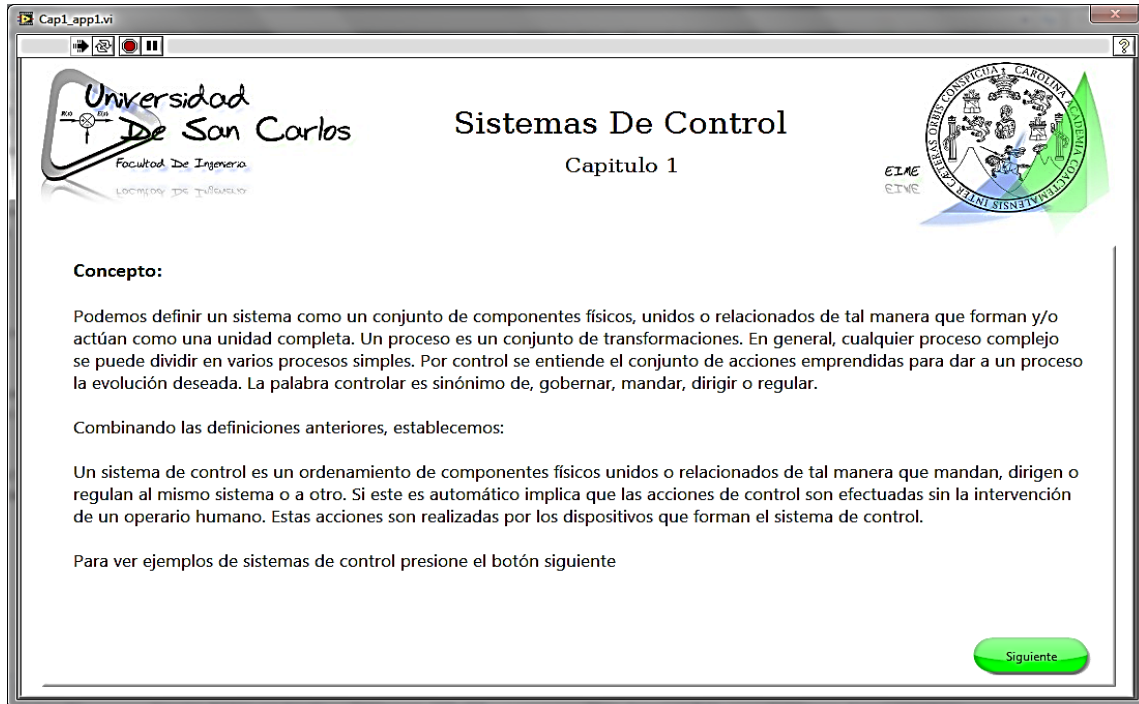 Cap1_app1.vi
Universidad
De San Carlos
Facultad De Ingenieria
R(s)
E(s)
Sistemas De Control
Capitulo 1
EIME
CAROLINA ACADEMIA COACTEMALENSIS INTER CÆTERAS ORBIS CONSPICUA
Concepto:
Podemos definir un sistema como un conjunto de componentes físicos, unidos o relacionados de tal manera que forman y/o
actúan como una unidad completa. Un proceso es un conjunto de transformaciones. En general, cualquier proceso complejo
se puede dividir en varios procesos simples. Por control se entiende el conjunto de acciones emprendidas para dar a un proceso
la evolución deseada. La palabra controlar es sinónimo de, gobernar, mandar, dirigir o regular.
Combinando las definiciones anteriores, establecemos:
Un sistema de control es un ordenamiento de componentes físicos unidos o relacionados de tal manera que mandan, dirigen o
regulan al mismo sistema o a otro. Si este es automático implica que las acciones de control son efectuadas sin la intervención
de un operario humano. Estas acciones son realizadas por los dispositivos que forman el sistema de control.
Para ver ejemplos de sistemas de control presione el botón siguiente
Siguiente